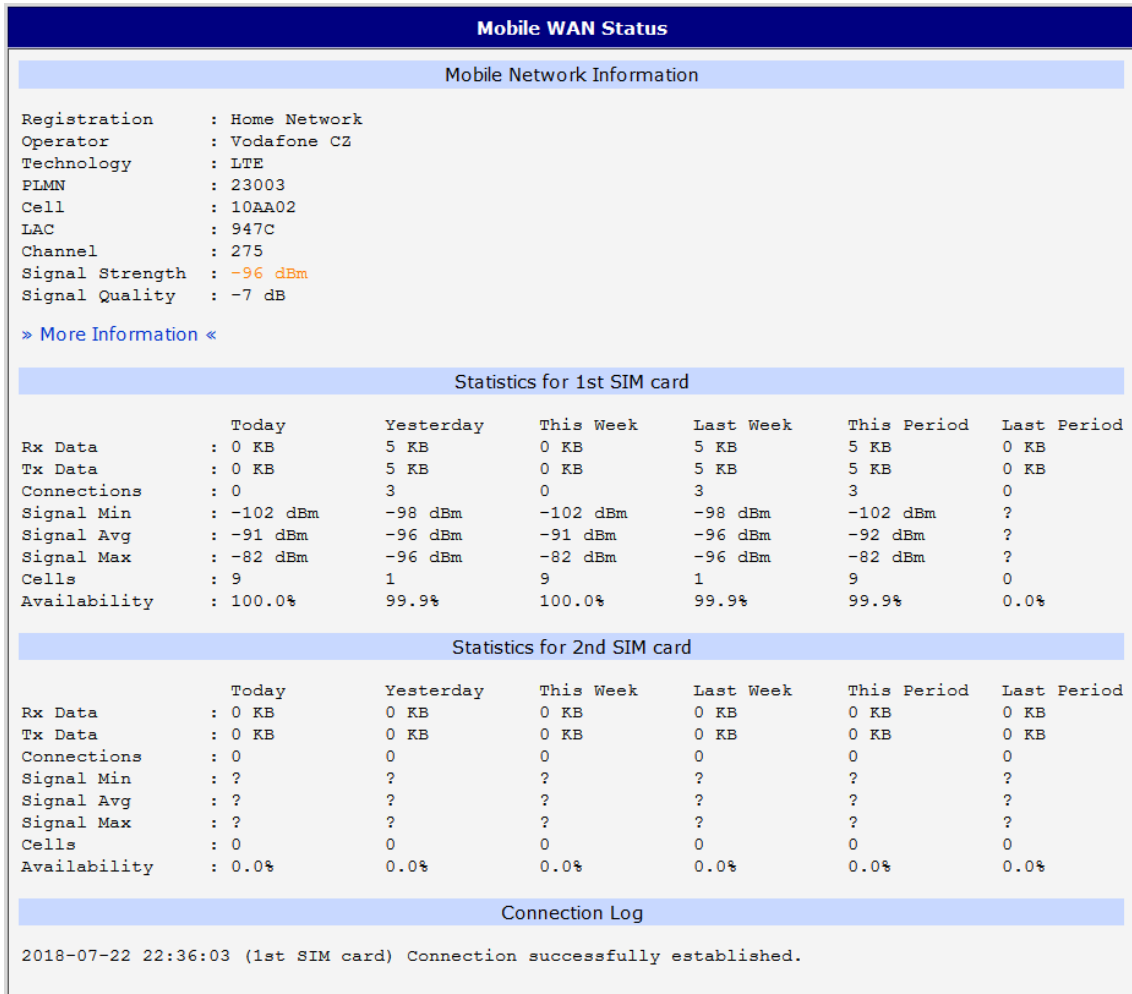 Mobile WAN Status
Mobile Network Information
Registration : Home Network
Operator : Vodafone CZ
Technology : LTE
PLMN : 23003
Cell : 10AA02
LAC : 947C
Channel : 275
Signal Strength : -96 dBm
Signal Quality : -7 dB
» More Information «
Statistics for 1st SIM card
Today Yesterday This Week Last Week This Period Last Period
Rx Data : 0 KB 5 KB 0 KB 5 KB 5 KB 0 KB
Tx Data : 0 KB 5 KB 0 KB 5 KB 5 KB 0 KB
Connections : 0 3 0 3 3 0
Signal Min : -102 dBm -98 dBm -102 dBm -98 dBm -102 dBm ?
Signal Avg : -91 dBm -96 dBm -91 dBm -96 dBm -92 dBm ?
Signal Max : -82 dBm -96 dBm -82 dBm -96 dBm -82 dBm ?
Cells : 9 1 9 1 9 0
Availability : 100.0% 99.9% 100.0% 99.9% 99.9% 0.0%
Statistics for 2nd SIM card
Today Yesterday This Week Last Week This Period Last Period
Rx Data : 0 KB 0 KB 0 KB 0 KB 0 KB 0 KB
Tx Data : 0 KB 0 KB 0 KB 0 KB 0 KB 0 KB
Connections : 0 0 0 0 0 0
Signal Min : ? ? ? ? ? ?
Signal Avg : ? ? ? ? ? ?
Signal Max : ? ? ? ? ? ?
Cells : 0 0 0 0 0 0
Availability : 0.0% 0.0% 0.0% 0.0% 0.0% 0.0%
Connection Log
2018-07-22 22:36:03 (1st SIM card) Connection successfully established.